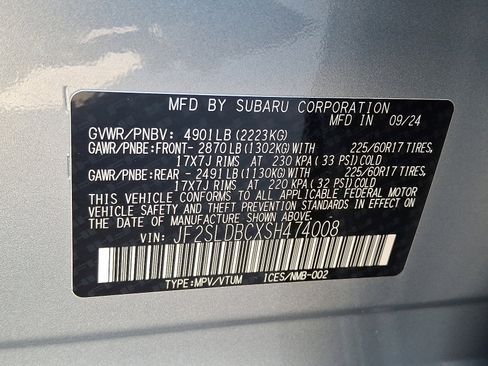 MFD BY SUBARU CORPORATION
MFD IN 09/24
GVWR/PNBV: 4901LB(2223KG)
GAWR/PNBE:FRONT- 2870LB(1302KG)WITH 225/60R17 TIRES,
17X7J RIMS AT 230 KPA (33 PSI)COLD
GAWR/PNBE:REAR - 2491LB(1130KG)WITH 225/60R17 TIRES,
17X7J RIMS AT 220 KPA (32 PSI)COLD
THIS VEHICLE CONFORMS TO ALL APPLICABLE FEDERAL MOTOR
VEHICLE SAFETY AND THEFT PREVENTION STANDARDS IN EFFECT ON
THE DATE OF MANUFACTURE SHOWN ABOVE.
VIN: JF2SLDBCXSH474008
TYPE:MPV/VTUM ICES/NMB-002